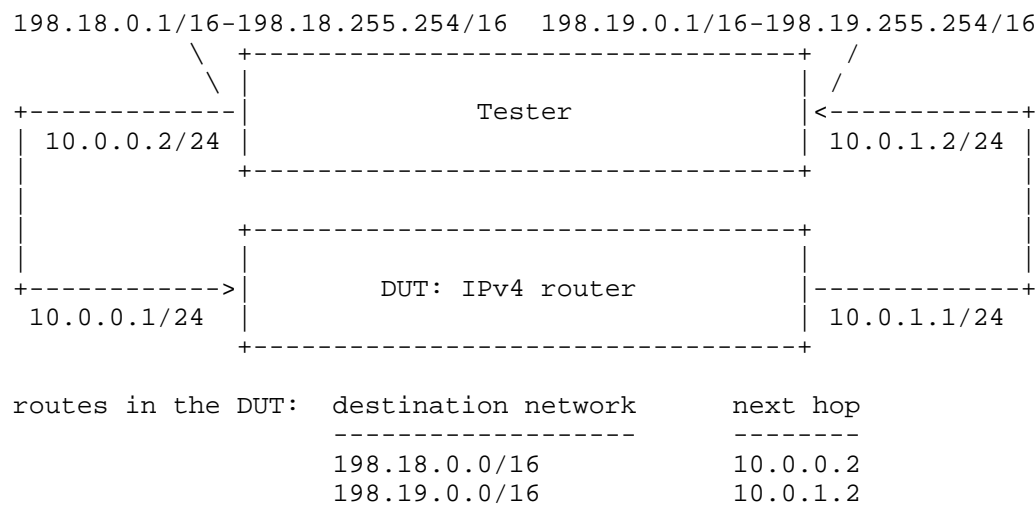 198.18.0.1/16-198.18.255.254/16  198.19.0.1/16-198.19.255.254/16
Tester
10.0.0.2/24    10.0.1.2/24
DUT: IPv4 router
10.0.0.1/24    10.0.1.1/24
routes in the DUT:  destination network    next hop
198.18.0.0/16    10.0.0.2
198.19.0.0/16    10.0.1.2